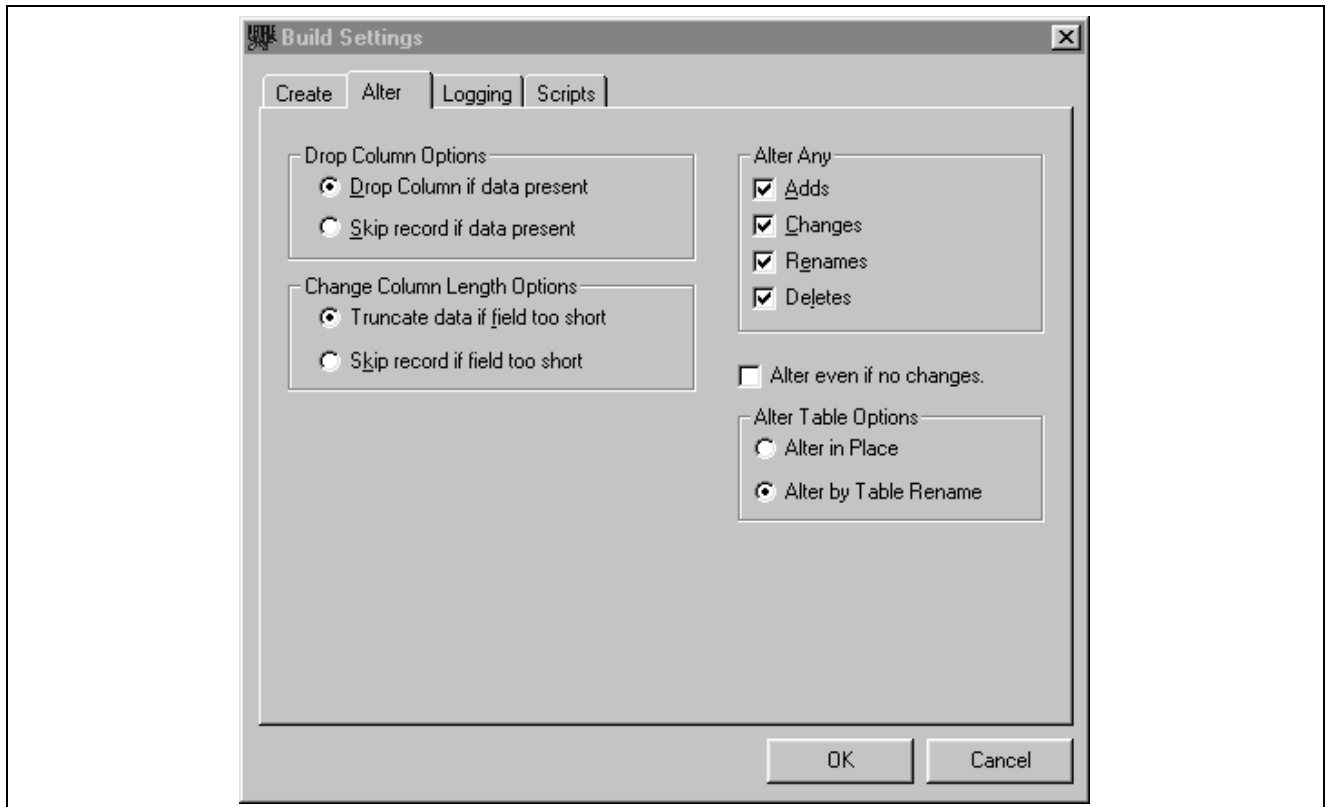 Build Settings
Create Alter Logging Scripts
Drop Column Options
Drop Column if data present
Skip record if data present
Change Column Length Options
Truncate data if field too short
Skip record if field too short
Alter Any
Adds
Changes
Renames
Deletes
Alter even if no changes.
Alter Table Options
Alter in Place
Alter by Table Rename
OK Cancel